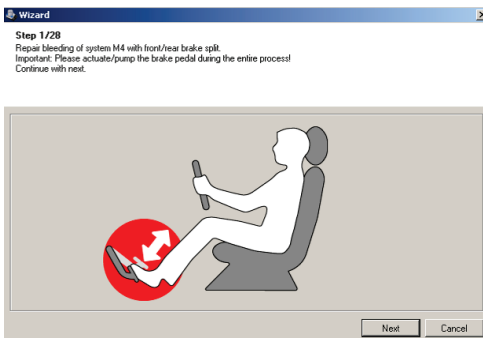 Wizard
Step 1/28
Repair bleeding of system M4 with front/rear brake split.
Important: Please actuate/pump the brake pedal during the entire process!
Continue with next.
Next
Cancel